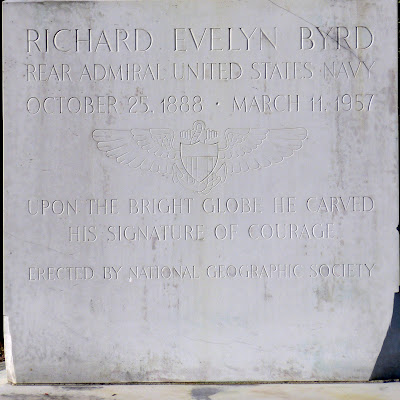 RICHARD EVELYN BYRD
REAR ADMIRAL UNITED STATES NAVY
OCTOBER 25, 1888 · MARCH 11, 1957
UPON THE BRIGHT GLOBE HE CARVED
HIS SIGNATURE OF COURAGE
ERECTED BY NATIONAL GEOGRAPHIC SOCIETY